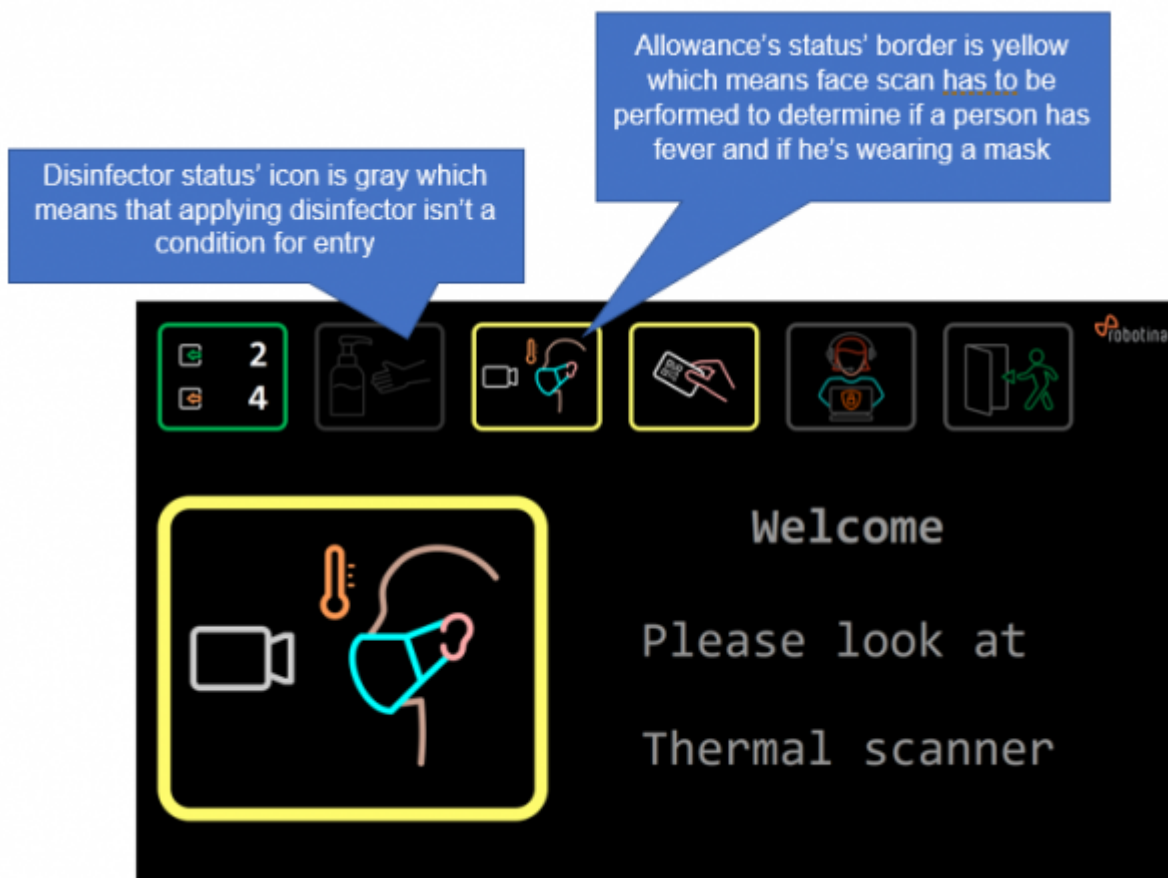 Allowance's status' border is yellow
which means face scan has to be
performed to determine if a person has
fever and if he's wearing a mask
Disinfector status' icon is gray which
means that applying disinfector isn't a
condition for entry
2
4
robotina
Welcome
Please look at
Thermal scanner